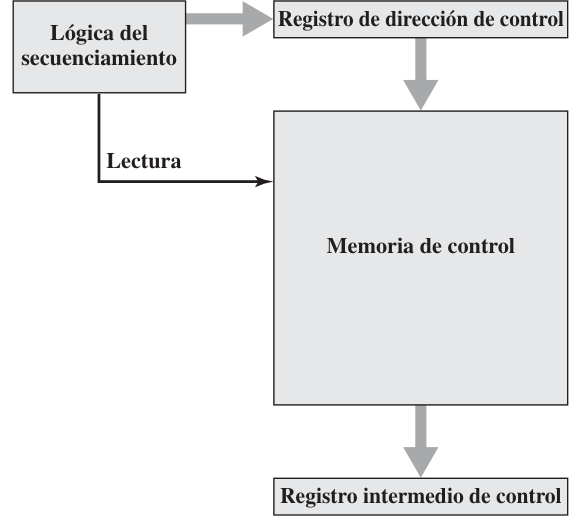 Lógica del
secuenciamiento
Registro de dirección de control
Lectura
Memoria de control
Registro intermedio de control